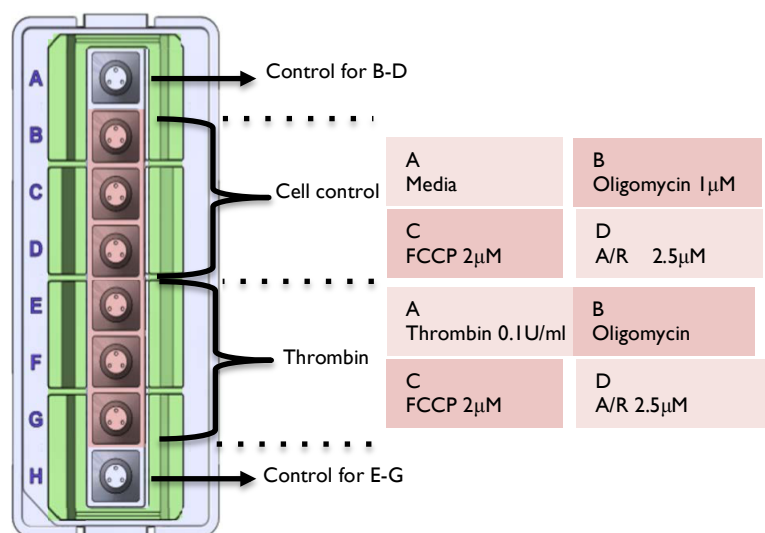 A
Control for B-D
B
C
Cell control
D
A
Media
B
Oligomycin 1μM
C
FCCP 2μM
D
A/R 2.5μM
E
F
Thrombin
G
A
Thrombin 0.1U/ml
B
Oligomycin
C
FCCP 2μM
D
A/R 2.5μM
H
Control for E-G